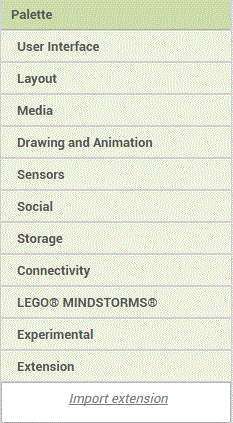 Palette
User Interface
Layout
Media
Drawing and Animation
Sensors
Social
Storage
Connectivity
LEGO® MINDSTORMS®
Experimental
Extension
Import extension